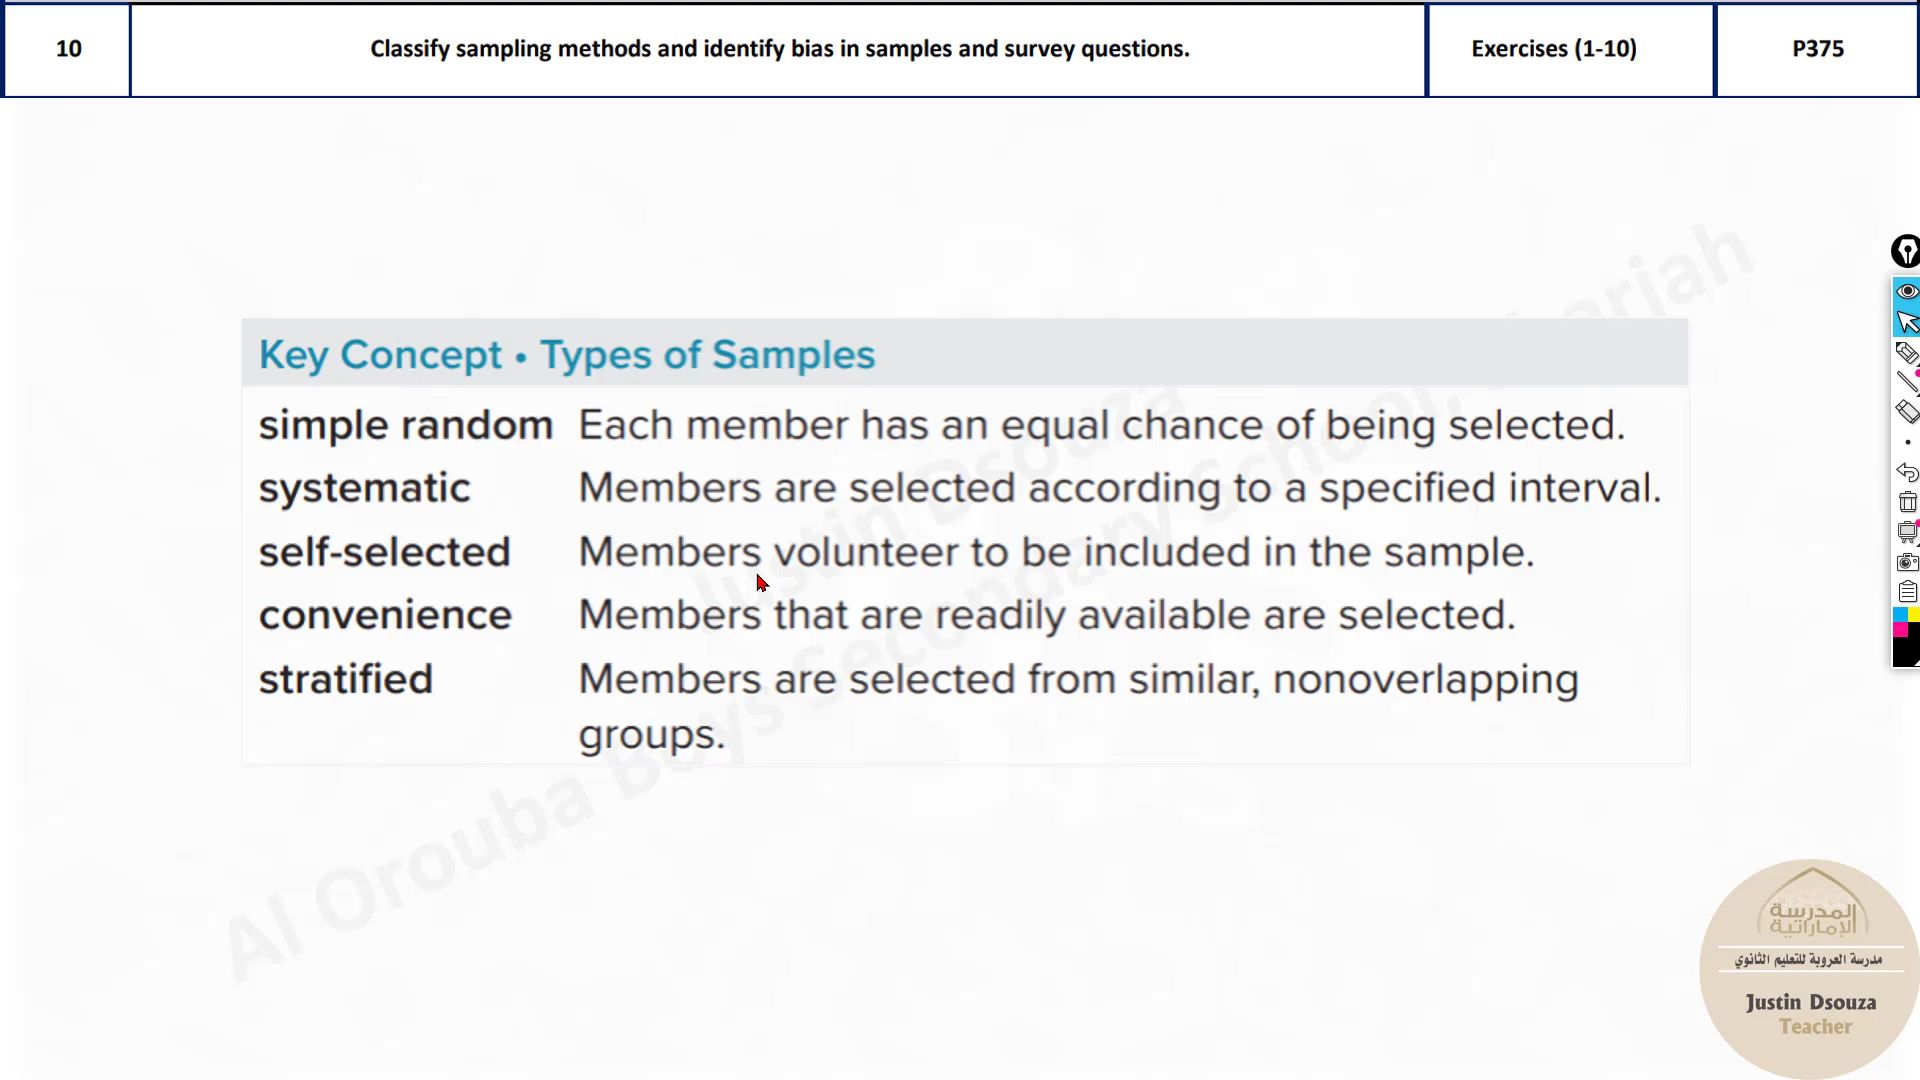 10
Classify sampling methods and identify bias in samples and survey questions.
Exercises (1-10)
P375
Key Concept • Types of Samples
simple random Each member has an equal chance of being selected.
systematic Members are selected according to a specified interval.
self-selected Members volunteer to be included in the sample.
convenience Members that are readily available are selected.
stratified Members are selected from similar, nonoverlapping
groups.
Justin Dsouza
Al Orouba Boys Secondary School,
المدرسة
الإماراتية
مدرسة العروبة للتعليم الثانوي
Justin Dsouza
Teacher